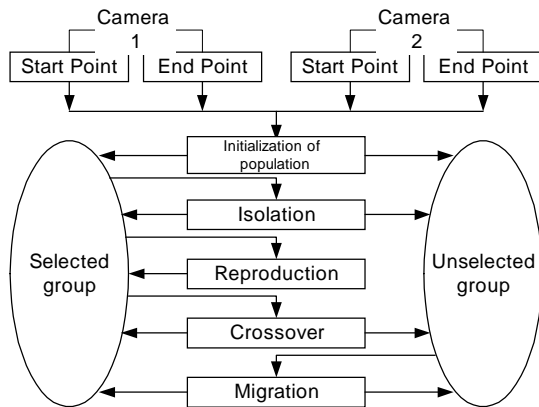 Camera
1
Camera
2
Start Point
End Point
Start Point
End Point
Initialization of
population
Isolation
Selected
group
Reproduction
Unselected
group
Crossover
Migration